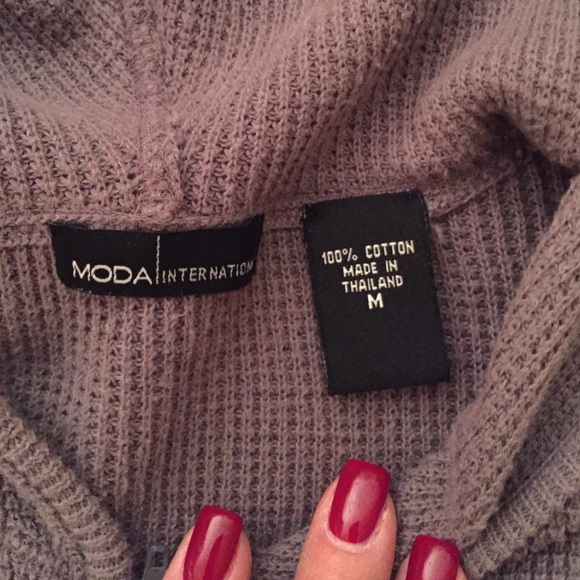 MODA INTERNATION
100% COTTON
MADE IN
THAILAND
M